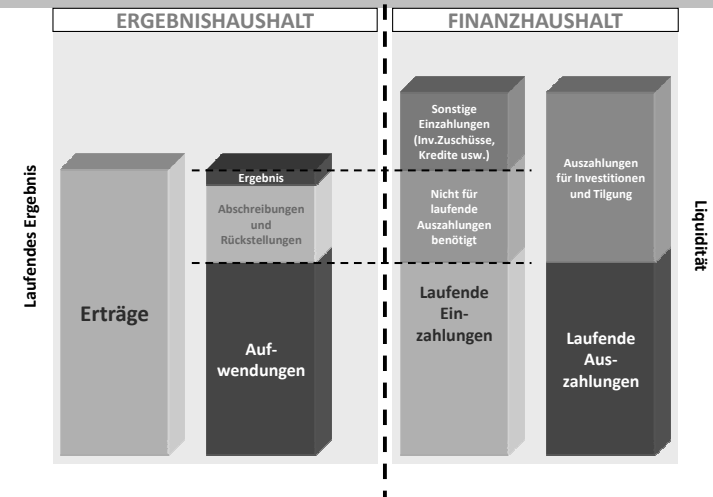 ERGEBNISHAUSHALT
FINANZHAUSHALT
Laufendes Ergebnis
Erträge
Ergebnis
Abschreibungen
und
Rückstellungen
Auf-
wendungen
Sonstige
Einzahlungen
(Inv.Zuschüsse,
Kredite usw.)
Nicht für
laufende
Auszahlungen
benötigt
Laufende
Ein-
zahlungen
Auszahlungen
für Investitionen
und Tilgung
Laufende
Aus-
zahlungen
Liquidität